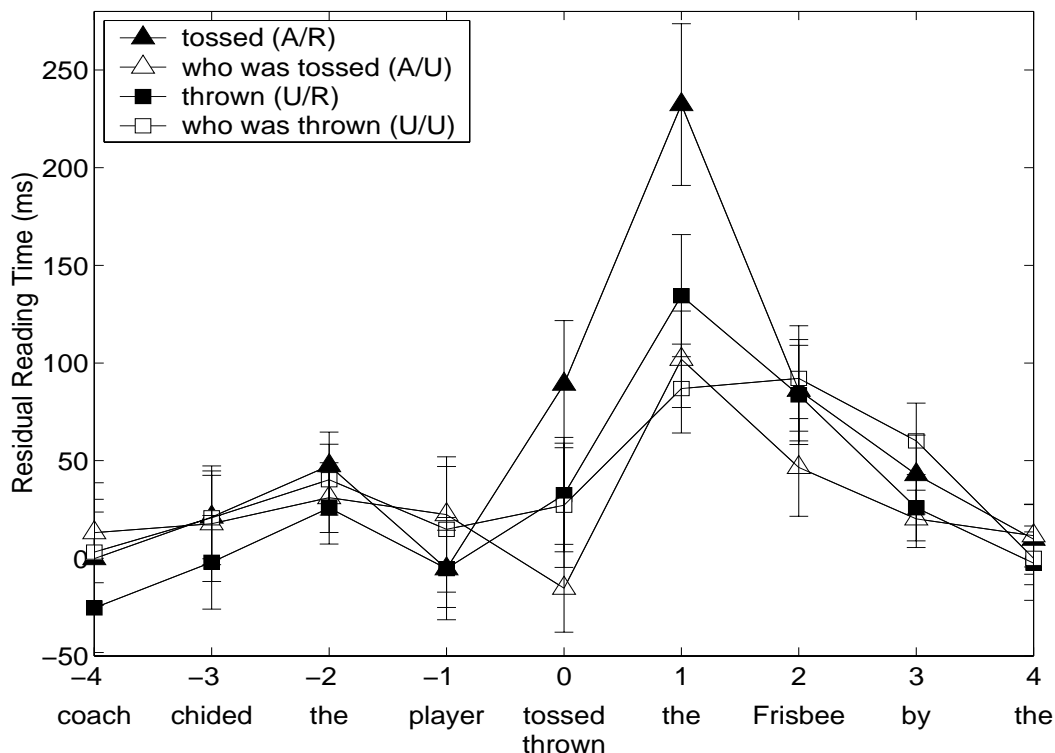 tossed (A/R)
who was tossed (A/U)
thrown (U/R)
who was thrown (U/U)
Residual Reading Time (ms)
250
200
150
100
50
0
−50
−4 −3 −2 −1 0 1 2 3 4
coach chided the player tossed the Frisbee by the
thrown